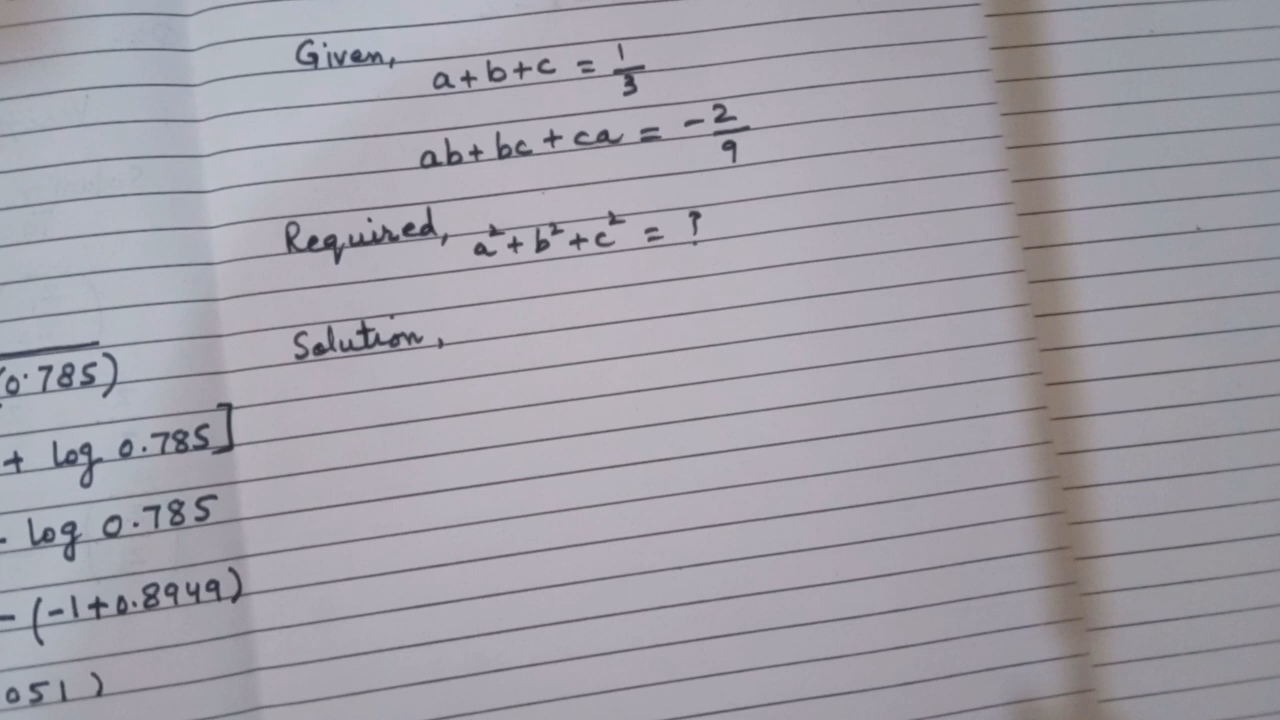 Given,
a+b+c = 1/3
ab+bc+ca = -2/9
Required, a²+b²+c² = ?
Solution,
(0.785)
+ log 0.785]
- log 0.785
-(-1+0.8949)
051)